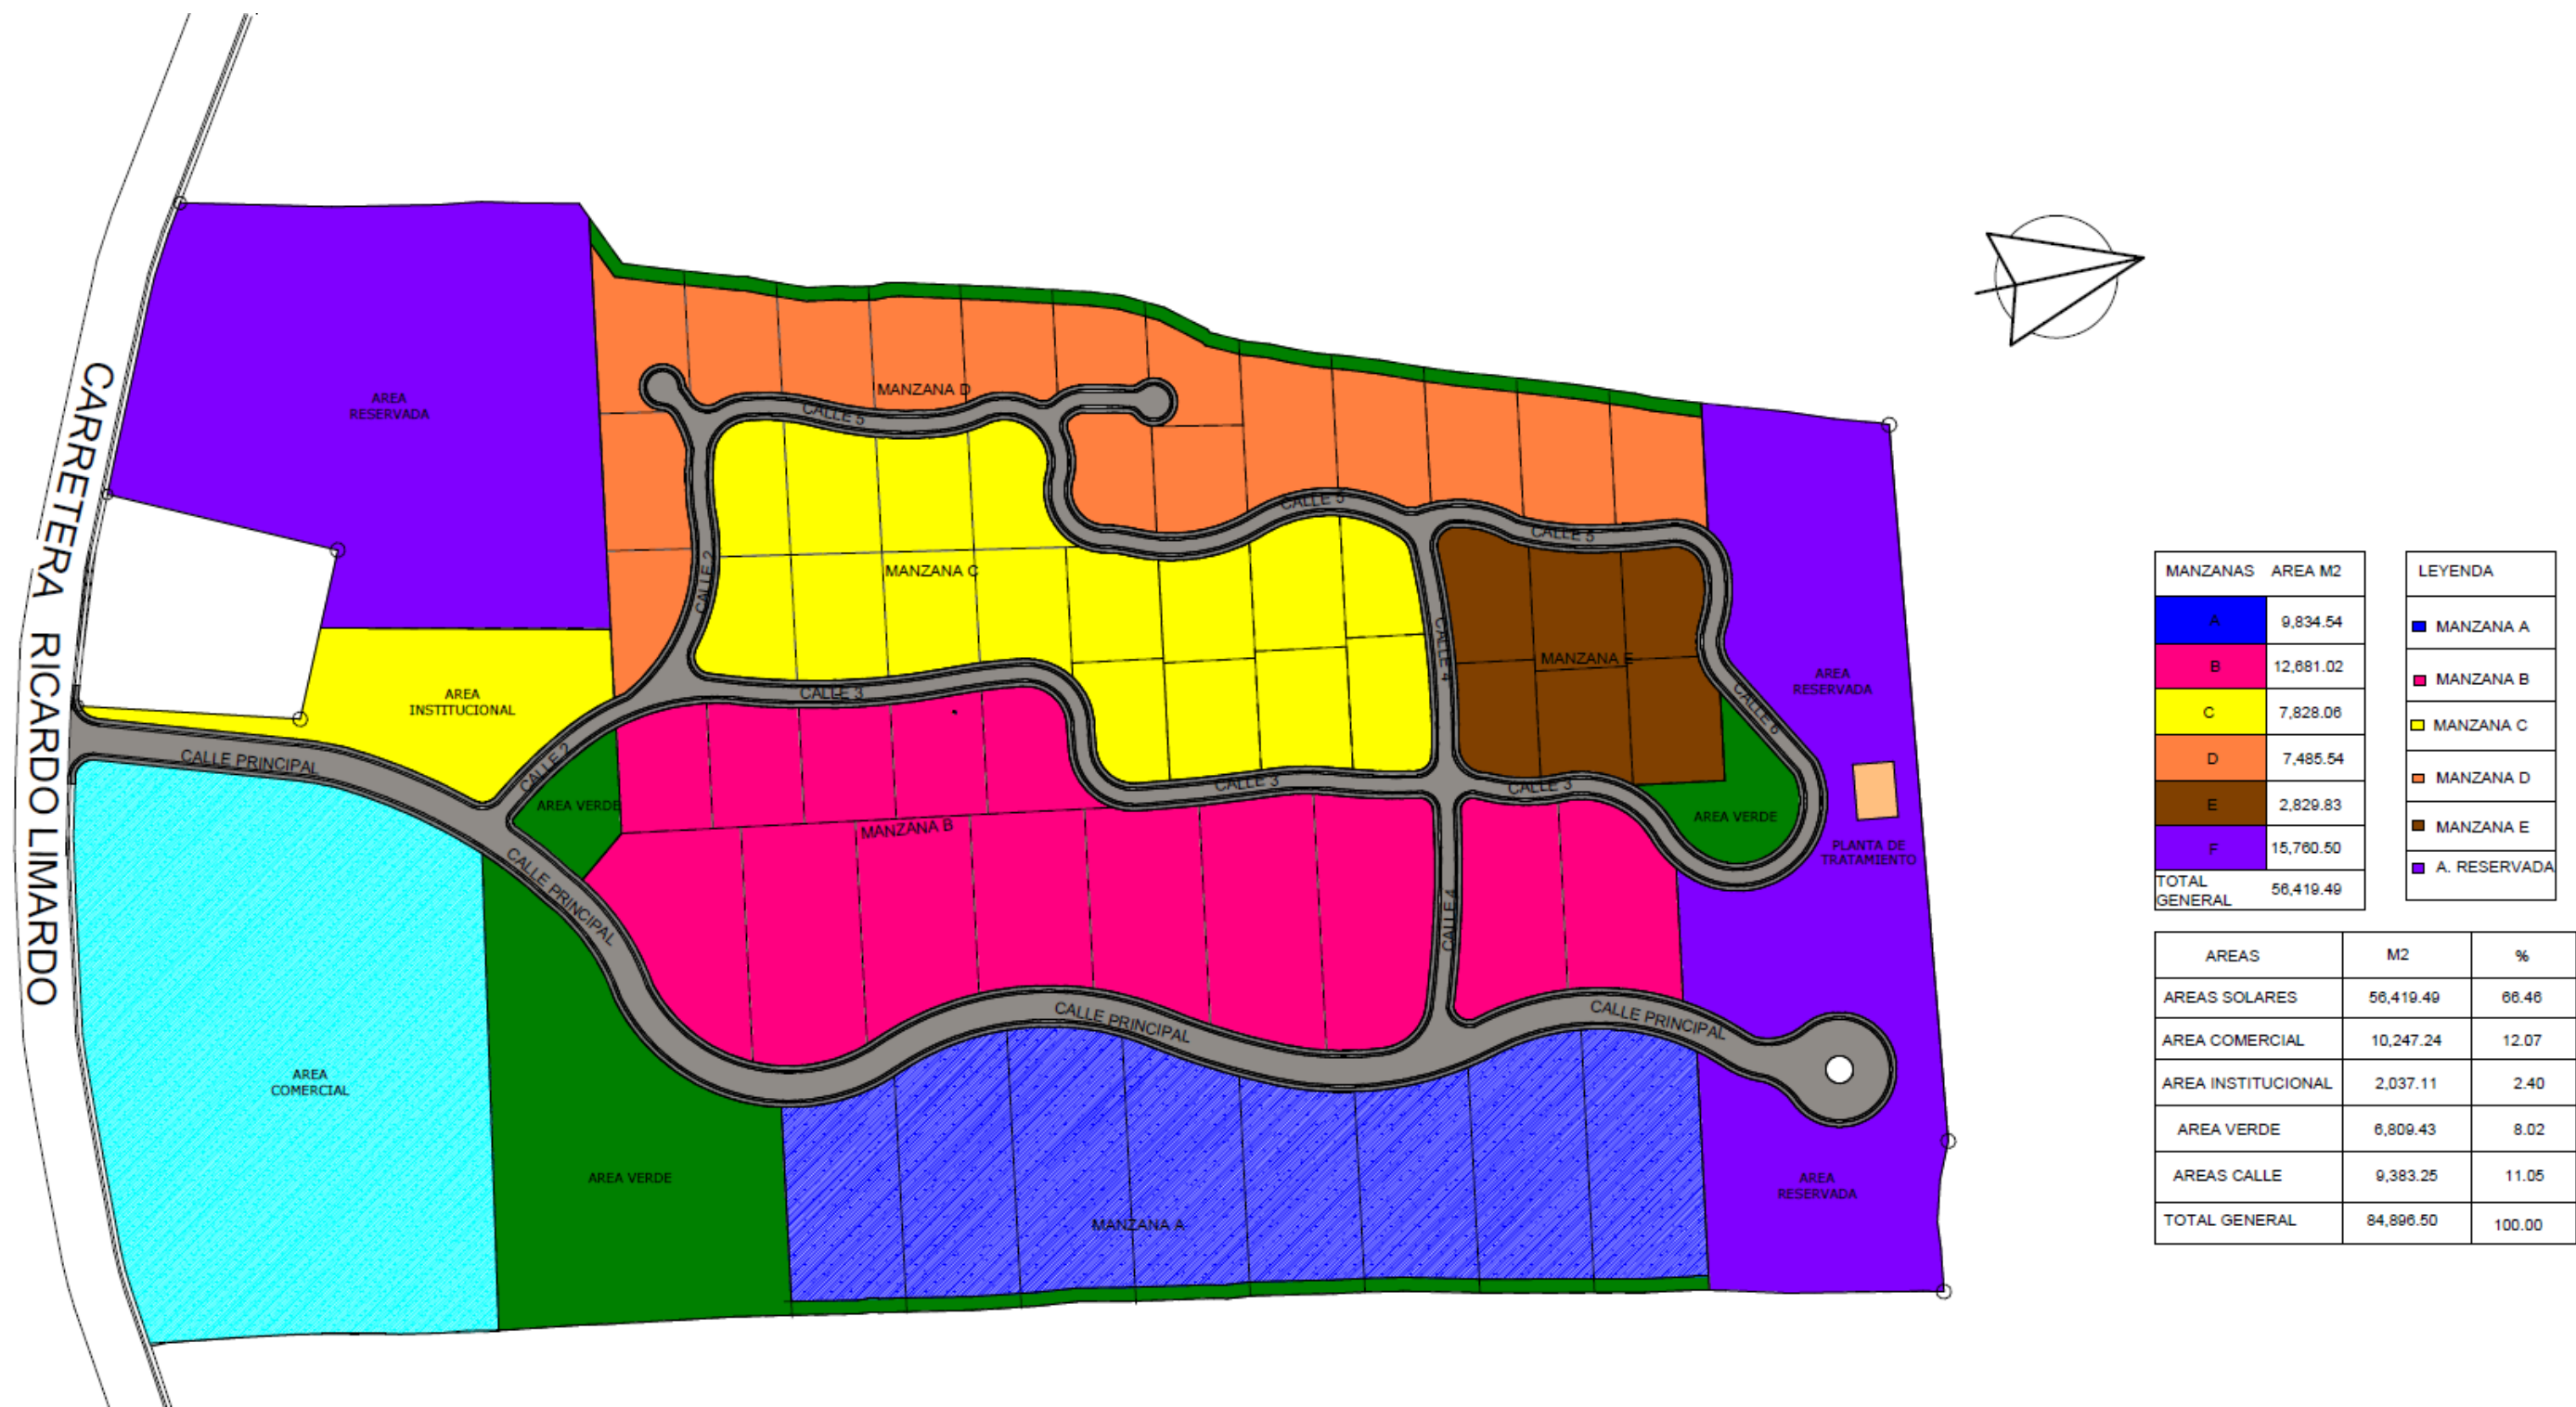 CARRETERA RICARDO LIMARDO
AREA
RESERVADA
AREA
INSTITUCIONAL
CALLE PRINCIPAL
AREA
COMERCIAL
CALLE 2
AREA VERDE
CALLE PRINCIPAL
AREA VERDE
MANZANA D
CALLE 5
CALLE 2
MANZANA C
CALLE 3
MANZANA B
CALLE 5
CALLE 5
CALLE 4
MANZANA E
CALLE 6
CALLE 3
CALLE 3
AREA VERDE
CALLE 4
CALLE PRINCIPAL
CALLE PRINCIPAL
MANZANA A
AREA
RESERVADA
PLANTA DE
TRATAMIENTO
AREA
RESERVADA
MANZANAS AREA M2
A 9,834.54
B 12,681.02
C 7,828.06
D 7,485.54
E 2,829.83
F 15,760.50
TOTAL
GENERAL 56,419.49
LEYENDA
MANZANA A
MANZANA B
MANZANA C
MANZANA D
MANZANA E
A. RESERVADA
AREAS M2 %
AREAS SOLARES 56,419.49 66.46
AREA COMERCIAL 10,247.24 12.07
AREA INSTITUCIONAL 2,037.11 2.40
AREA VERDE 6,809.43 8.02
AREAS CALLE 9,383.25 11.05
TOTAL GENERAL 84,896.50 100.00